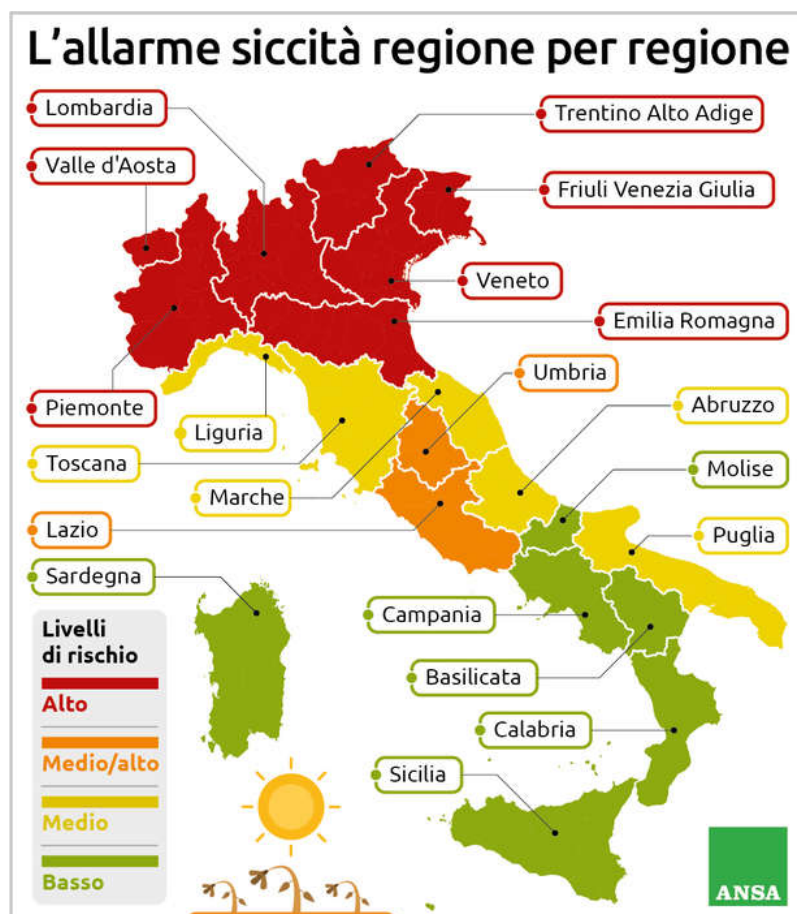 L'allarme siccità regione per regione
Lombardia
Trentino Alto Adige
Valle d'Aosta
Friuli Venezia Giulia
Veneto
Emilia Romagna
Umbria
Piemonte
Abruzzo
Liguria
Toscana
Molise
Marche
Lazio
Puglia
Sardegna
Campania
Livelli
di rischio
Basilicata
Alto
Calabria
Medio/alto
Sicilia
Medio
Basso
ANSA